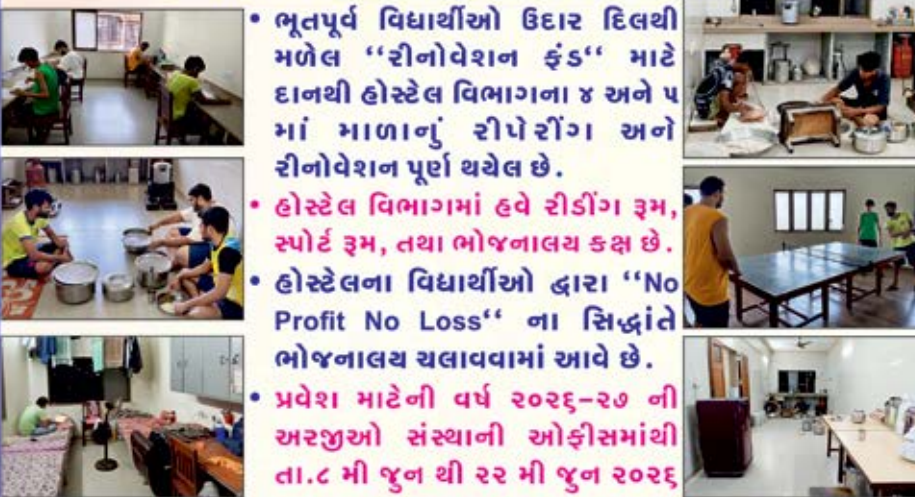 • ભૂતપૂર્વ વિદ્યાર્થીઓ ઉદાર દિલથી
મળેલ “રીનોવેશન ફંડ“ માટે
દાનથી હોસ્ટેલ વિભાગના ૪ અને ૫
માં માળાનું રીપેરીંગ અને
રીનોવેશન પૂર્ણ થયેલ છે.
• હોસ્ટેલ વિભાગમાં હવે રીડીંગ રૂમ,
સ્પોર્ટ રૂમ, તથા ભોજનાલય કક્ષ છે.
• હોસ્ટેલના વિદ્યાર્થીઓ દ્વારા “No
Profit No Loss“ ના સિદ્ધાંતે
ભોજનાલય ચલાવવામાં આવે છે.
• પ્રવેશ માટેની વર્ષ ૨૦૨૬-૨૭ ની
અરજીઓ સંસ્થાની ઓફીસમાંથી
તા.૮ મી જુન થી ૨૨ મી જુન ૨૦૨૬